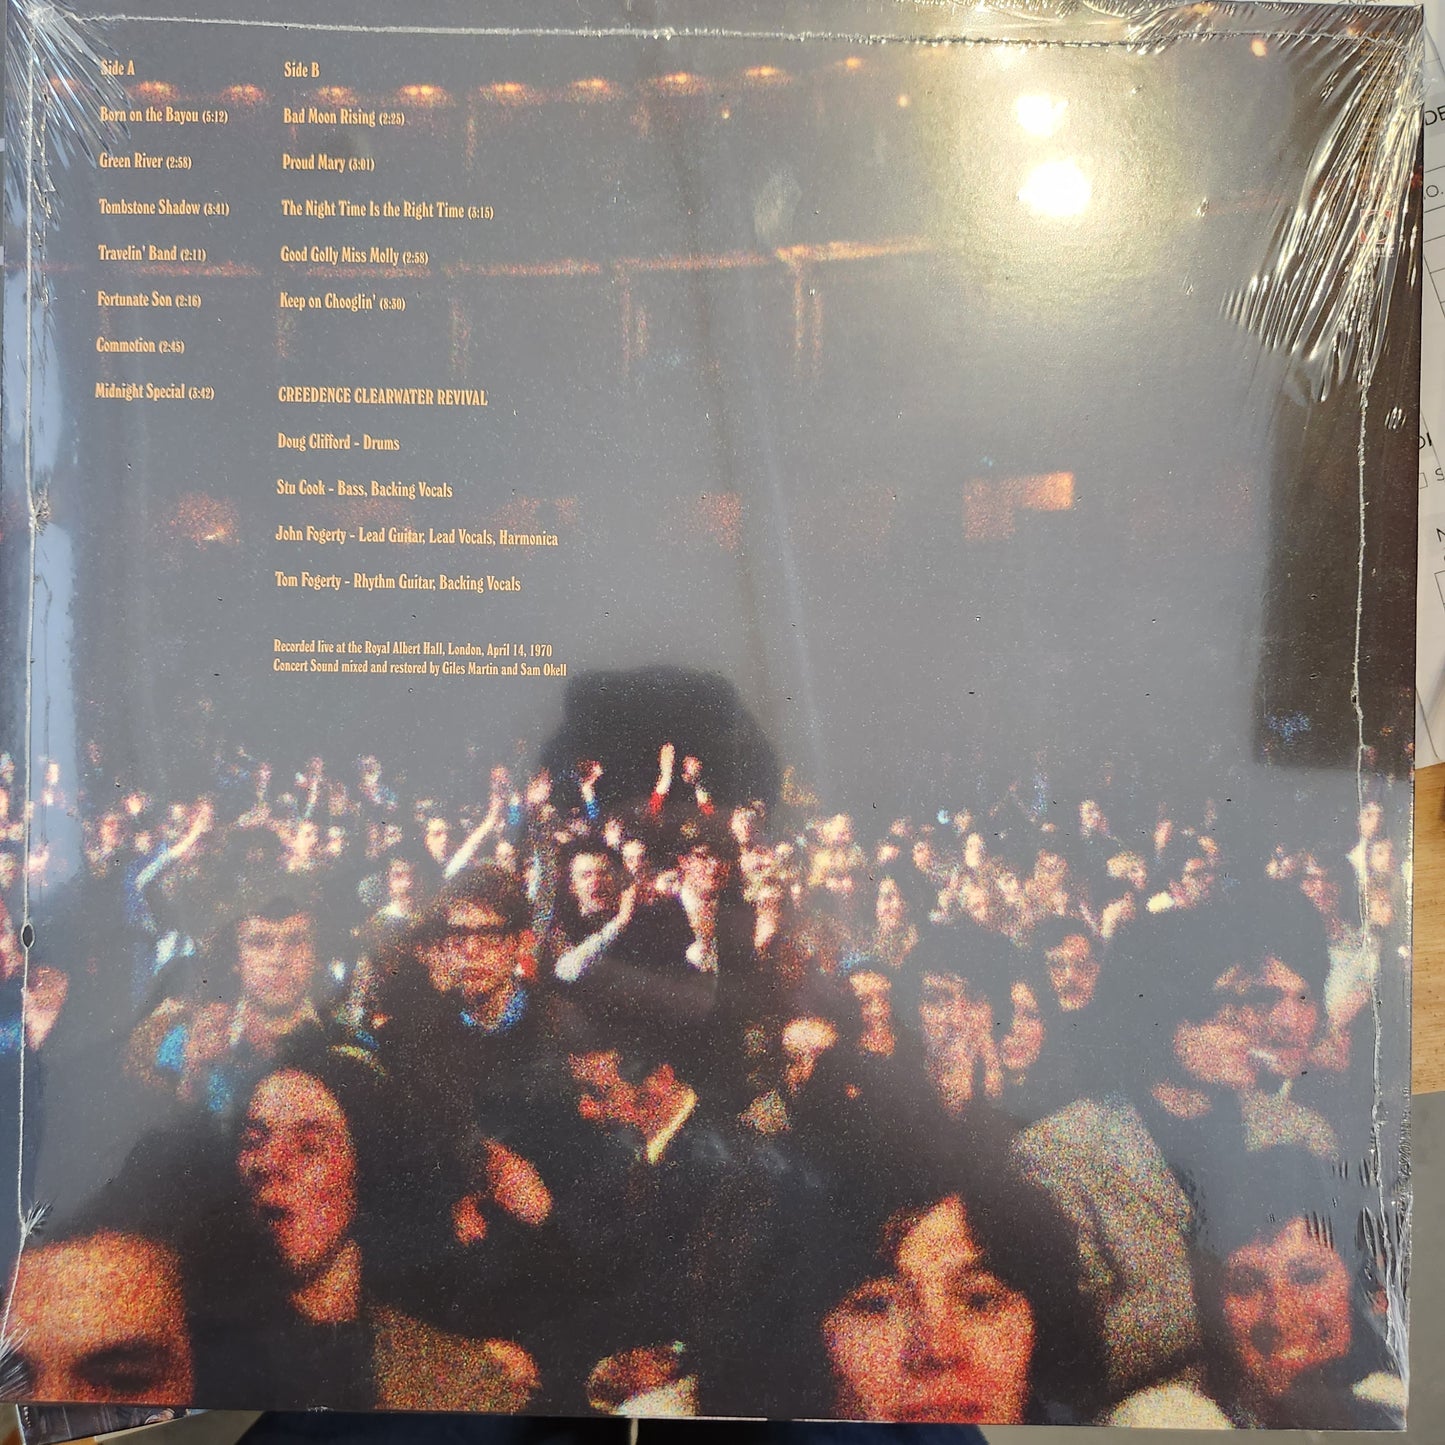 Side A
Born on the Bayou (5:12)
Green River (2:58)
Tombstone Shadow (3:41)
Travelin' Band (2:11)
Fortunate Son (2:16)
Commotion (2:45)
Midnight Special (3:42)
Side B
Bad Moon Rising (2:25)
Proud Mary (3:01)
The Night Time Is the Right Time (3:15)
Good Golly Miss Molly (2:58)
Keep on Chooglin' (8:30)
CREEDENCE CLEARWATER REVIVAL
Doug Clifford - Drums
Stu Cook - Bass, Backing Vocals
John Fogerty - Lead Guitar, Lead Vocals, Harmonica
Tom Fogerty - Rhythm Guitar, Backing Vocals
Recorded live at the Royal Albert Hall, London, April 14, 1970
Concert Sound mixed and restored by Giles Martin and Sam Okell